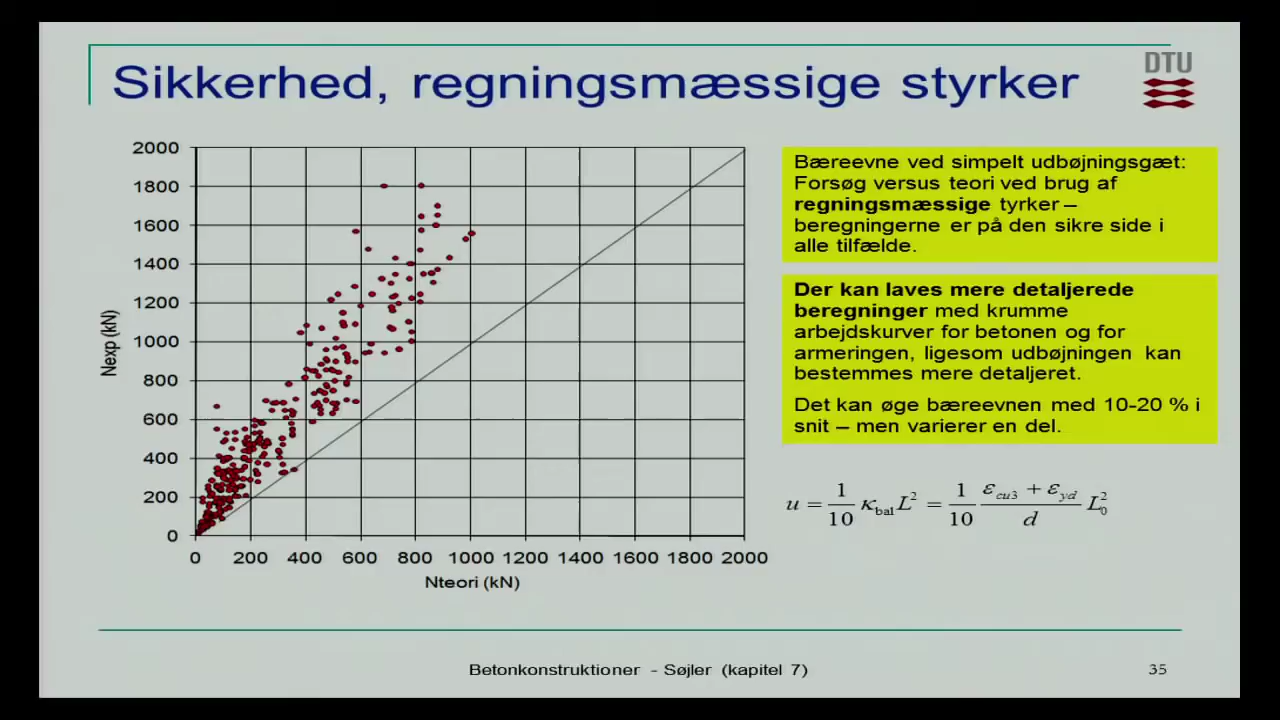 DTU
Sikkerhed, regningsmæssige styrker
2000
1800
1600
1400
1200
1000
800
600
400
200
0
Nexp (kN)
0 200 400 600 800 1000 1200 1400 1600 1800 2000
Nteori (kN)
Bæreevne ved simpelt udbøjningsgæt:
Forsøg versus teori ved brug af
regningsmæssige tyrker –
beregningerne er på den sikre side i
alle tilfælde.
Der kan laves mere detaljerede
beregninger med krumme
arbejdskurver for betonen og for
armeringen, ligesom udbøjningen kan
bestemmes mere detaljeret.
Det kan øge bæreevnen med 10-20 % i
snit – men varierer en del.
u = 1/10 κ_bal L² = 1/10 (ε_cu3 + ε_yd)/d L₀²
Betonkonstruktioner - Søjler (kapitel 7)
35